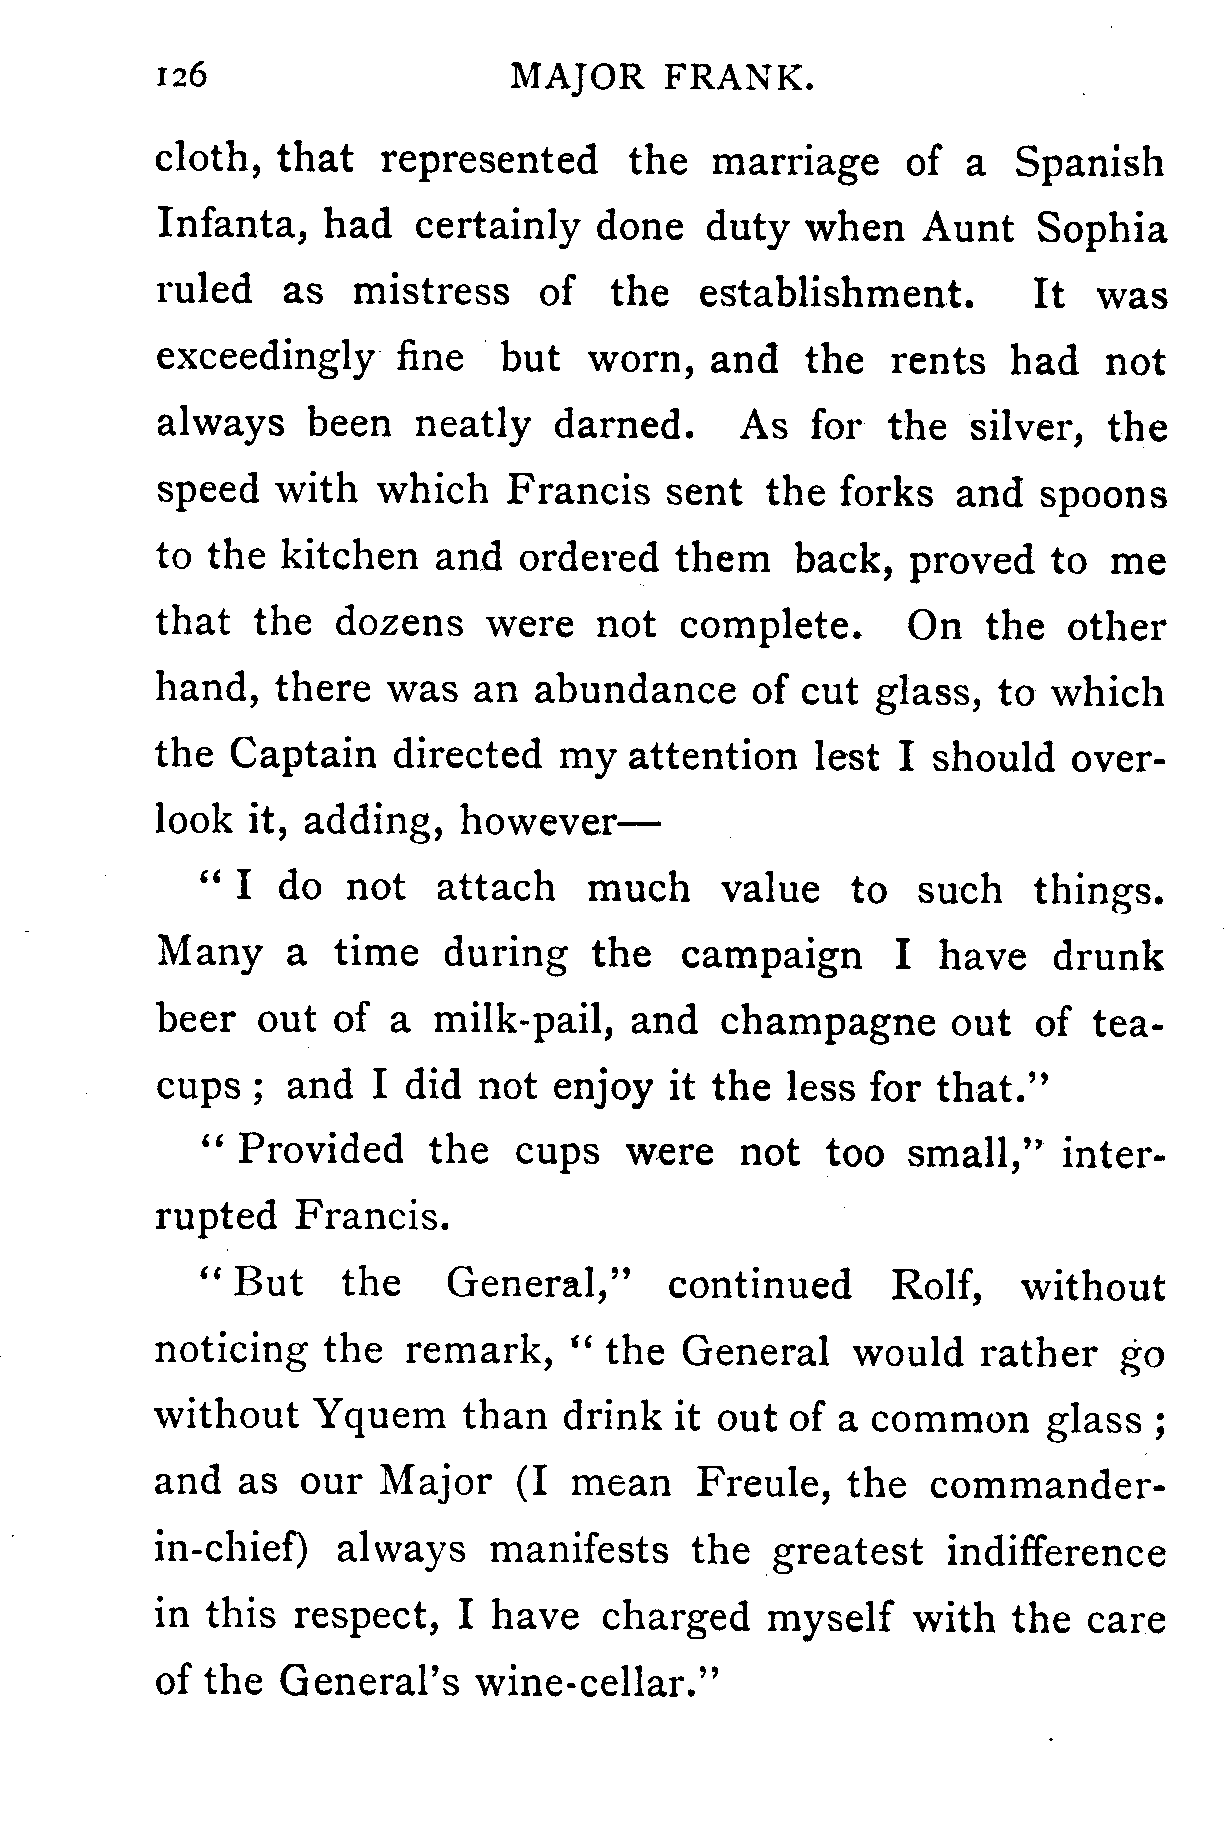 126 MAJOR FRANK.
cloth, that represented the marriage of a Spanish
Infanta, had certainly done duty when Aunt Sophia
ruled as mistress of the establishment. It was
exceedingly fine but worn, and the rents had not
always been neatly darned. As for the silver, the
speed with which Francis sent the forks and spoons
to the kitchen and ordered them back, proved to me
that the dozens were not complete. On the other
hand, there was an abundance of cut glass, to which
the Captain directed my attention lest I should over-
look it, adding, however—
“ I do not attach much value to such things.
Many a time during the campaign I have drunk
beer out of a milk-pail, and champagne out of tea-
cups ; and I did not enjoy it the less for that.”
“ Provided the cups were not too small,” inter-
rupted Francis.
“ But the General,” continued Rolf, without
noticing the remark, “ the General would rather go
without Yquem than drink it out of a common glass ;
and as our Major (I mean Freule, the commander-
in-chief) always manifests the greatest indifference
in this respect, I have charged myself with the care
of the General’s wine-cellar.”